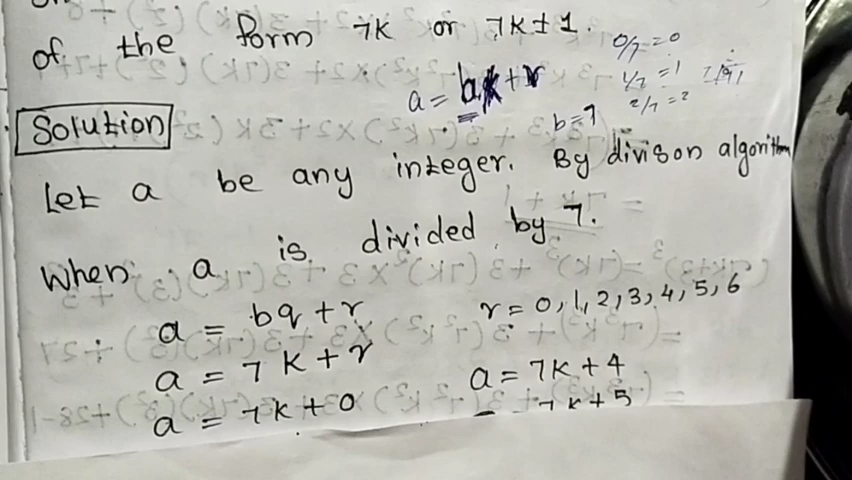 of the form 7k or 7k ± 1.
0/7 = 0
1/7 = 1
2/7 = 2
a = bk + r
b = 7
Solution
Let a be any integer. By divison algorithm
When a is divided by 7.
a = bq + r r = 0, 1, 2, 3, 4, 5, 6
a = 7k + r
a = 7k + 4
a = 7k + 0
7k + 5